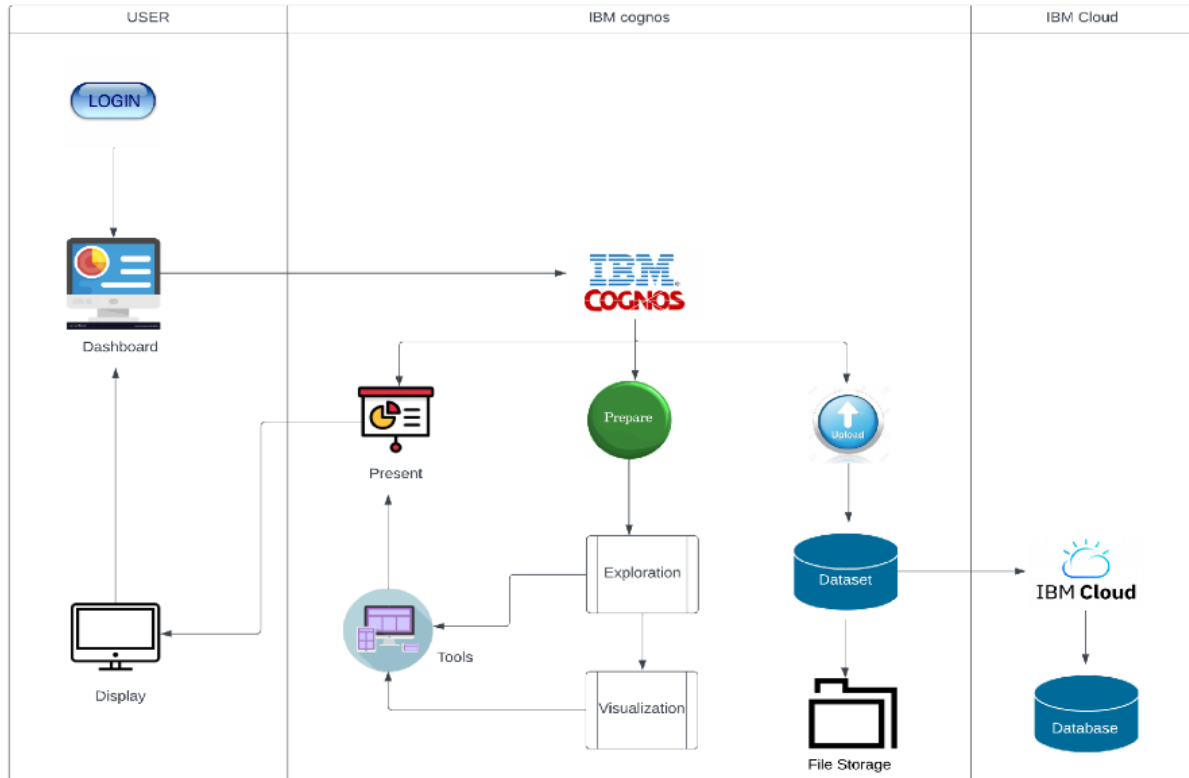 USER
IBM cognos
IBM Cloud
LOGIN
Dashboard
IBM
COGNOS
Present
Prepare
Upload
Exploration
Dataset
IBM Cloud
Tools
Display
Visualization
File Storage
Database